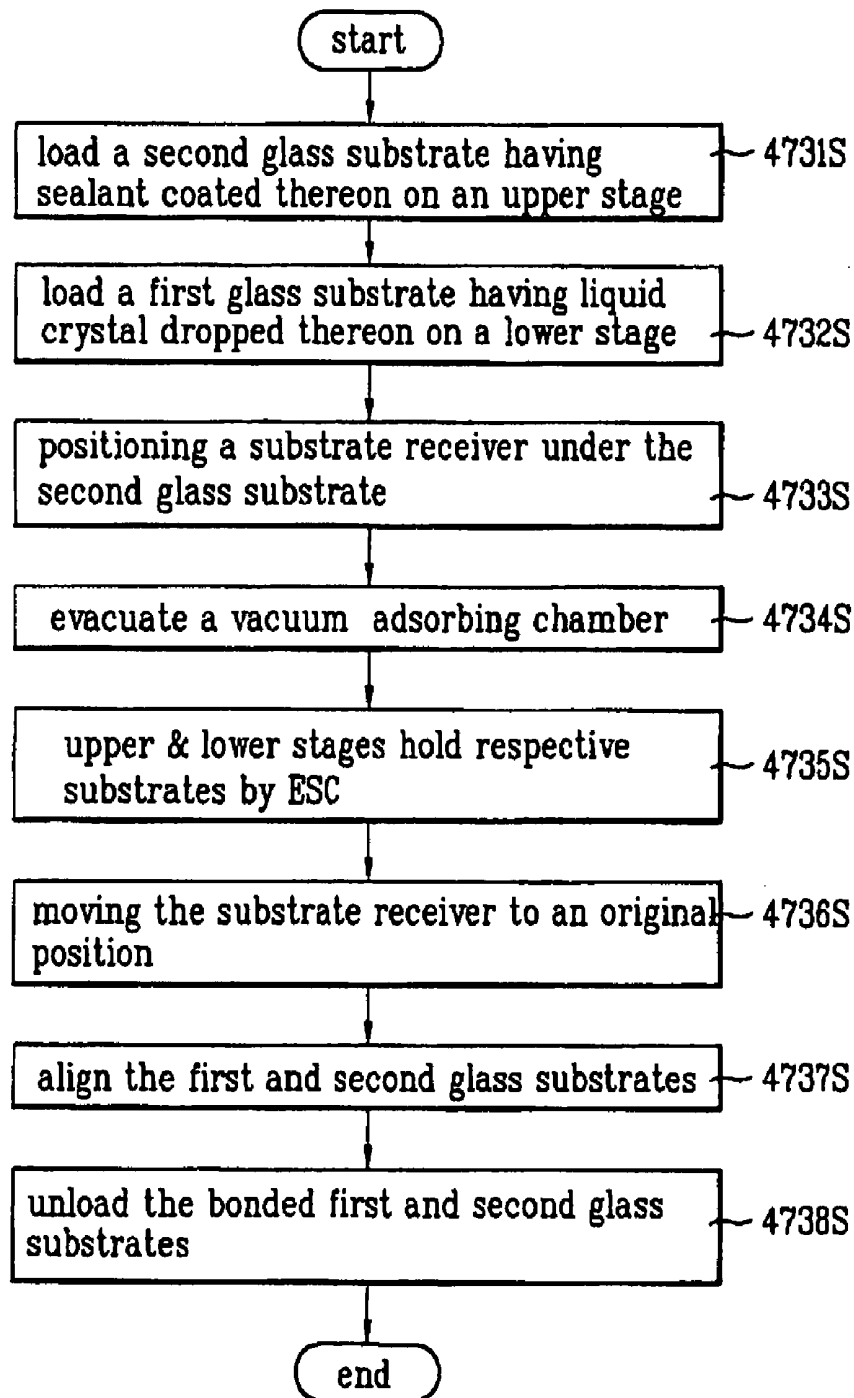 start
load a second glass substrate having
sealant coated thereon on an upper stage
4731S
load a first glass substrate having liquid
crystal dropped thereon on a lower stage
4732S
positioning a substrate receiver under the
second glass substrate
4733S
evacuate a vacuum adsorbing chamber
4734S
upper & lower stages hold respective
substrates by ESC
4735S
moving the substrate receiver to an original
position
4736S
align the first and second glass substrates
4737S
unload the bonded first and second glass
substrates
4738S
end